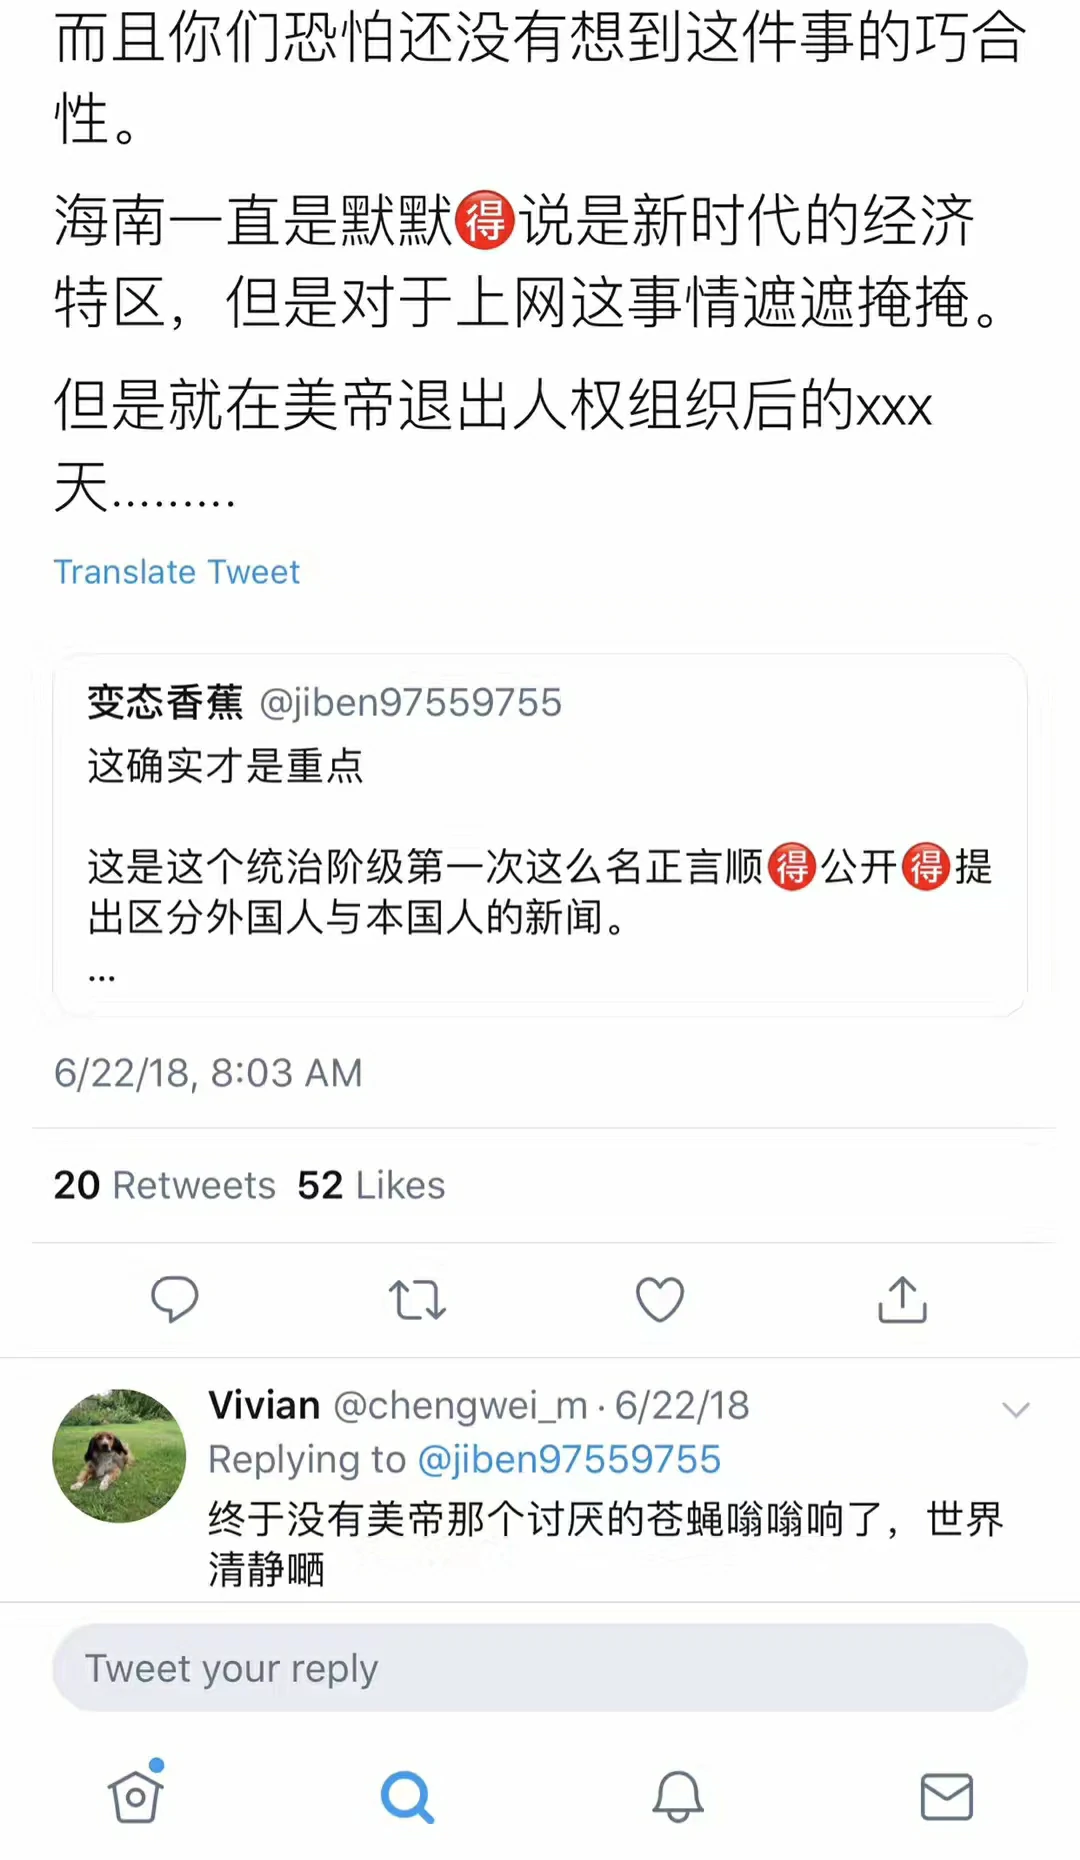 而且你们恐怕还没有想到这件事的巧合
性。
海南一直是默默得说是新时代的经济
特区，但是对于上网这事情遮遮掩掩。
但是就在美帝退出人权组织后的xxx
天.........
Translate Tweet
变态香蕉 @jiben97559755
这确实才是重点
这是这个统治阶级第一次这么名正言顺得公开得提
出区分外国人与本国人的新闻。
...
6/22/18, 8:03 AM
20 Retweets 52 Likes
Vivian @chengwei_m · 6/22/18
Replying to @jiben97559755
终于没有美帝那个讨厌的苍蝇嗡嗡响了，世界
清静嗮
Tweet your reply